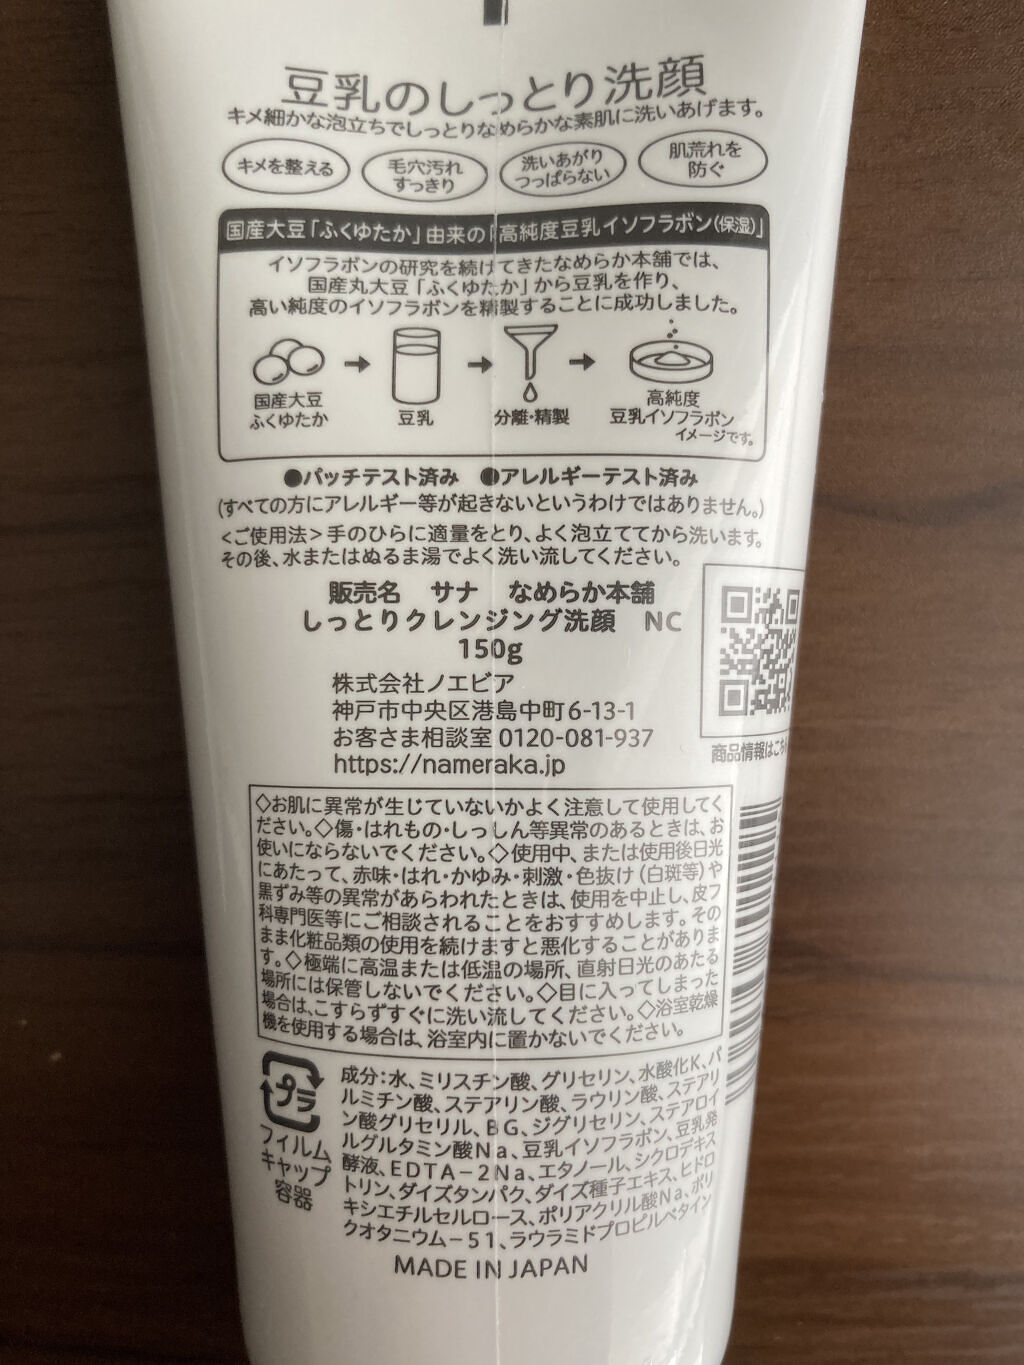 豆乳のしっとり洗顔
キメ細かな泡立ちでしっとりなめらかな素肌に洗いあげます。
キメを整える
毛穴汚れ
すっきり
洗いあがり
つっぱらない
肌荒れを
防ぐ
国産大豆「ふくゆたか」由来の「高純度豆乳イソフラボン(保湿)」
イソフラボンの研究を続けてきたなめらか本舗では、
国産丸大豆「ふくゆたか」から豆乳を作り、
高い純度のイソフラボンを精製することに成功しました。
国産大豆
ふくゆたか
豆乳
分離・精製
高純度
豆乳イソフラボン
イメージです。
●パッチテスト済み ●アレルギーテスト済み
(すべての方にアレルギー等が起きないというわけではありません。)
<ご使用法>手のひらに適量をとり、よく泡立ててから洗います。
その後、水またはぬるま湯でよく洗い流してください。
販売名 サナ なめらか本舗
しっとりクレンジング洗顔 NC
150g
株式会社ノエビア
神戸市中央区港島中町6-13-1
お客さま相談室 0120-081-937
https://nameraka.jp
商品情報はこちら
◇お肌に異常が生じていないかよく注意して使用してく
ださい。◇傷・はれもの・しっしん等異常のあるときは、お
使いにならないでください。◇使用中、または使用後日光
にあたって、赤味・はれ・かゆみ・刺激・色抜け(白斑等)や
黒ずみ等の異常があらわれたときは、使用を中止し、皮フ
科専門医等にご相談されることをおすすめします。その
まま化粧品類の使用を続けますと悪化することがありま
す。◇極端に高温または低温の場所、直射日光のあたる
場所には保管しないでください。◇目に入ってしまった
場合は、こすらずすぐに洗い流してください。◇浴室乾燥
機を使用する場合は、浴室内に置かないでください。
プラ
フィルム
キャップ
容器
成分:水、ミリスチン酸、グリセリン、水酸化K、パ
ルミチン酸、ステアリン酸、ラウリン酸、ステアリ
ン酸グリセリル、BG、ジグリセリン、ステアロイ
ルグルタミン酸Na、豆乳イソフラボン、豆乳発
酵液、EDTA-2Na、エタノール、シクロデキス
トリン、ダイズタンパク、ダイズ種子エキス、ヒドロ
キシエチルセルロース、ポリアクリル酸Na、ポリ
クオタニウム-51、ラウラミドプロピルベタイン
MADE IN JAPAN